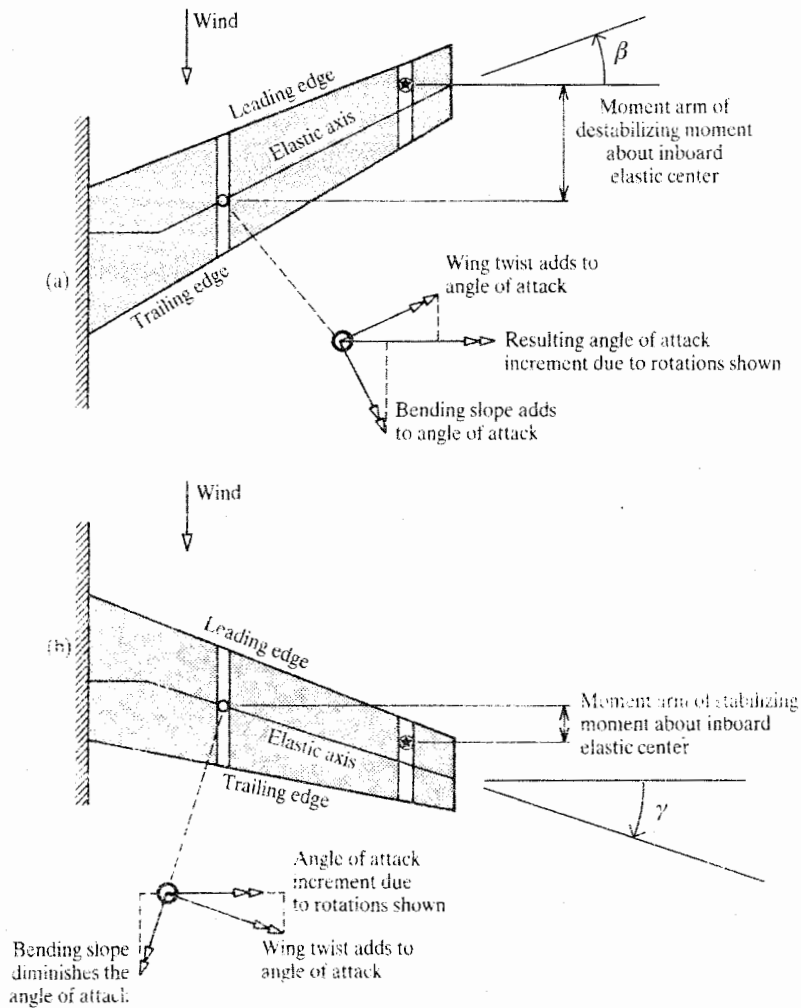 Wind
Leading edge
β
Elastic axis
Moment arm of
destabilizing moment
about inboard
elastic center
(a)
Trailing edge
Wing twist adds to
angle of attack
Resulting angle of attack
increment due to rotations shown
Bending slope adds
to angle of attack
Wind
(b)
Leading edge
Moment arm of stabilizing
moment about inboard
elastic center
Elastic axis
Trailing edge
γ
Angle of attack
increment due
to rotations shown
Bending slope
diminishes the
angle of attack
Wing twist adds to
angle of attack